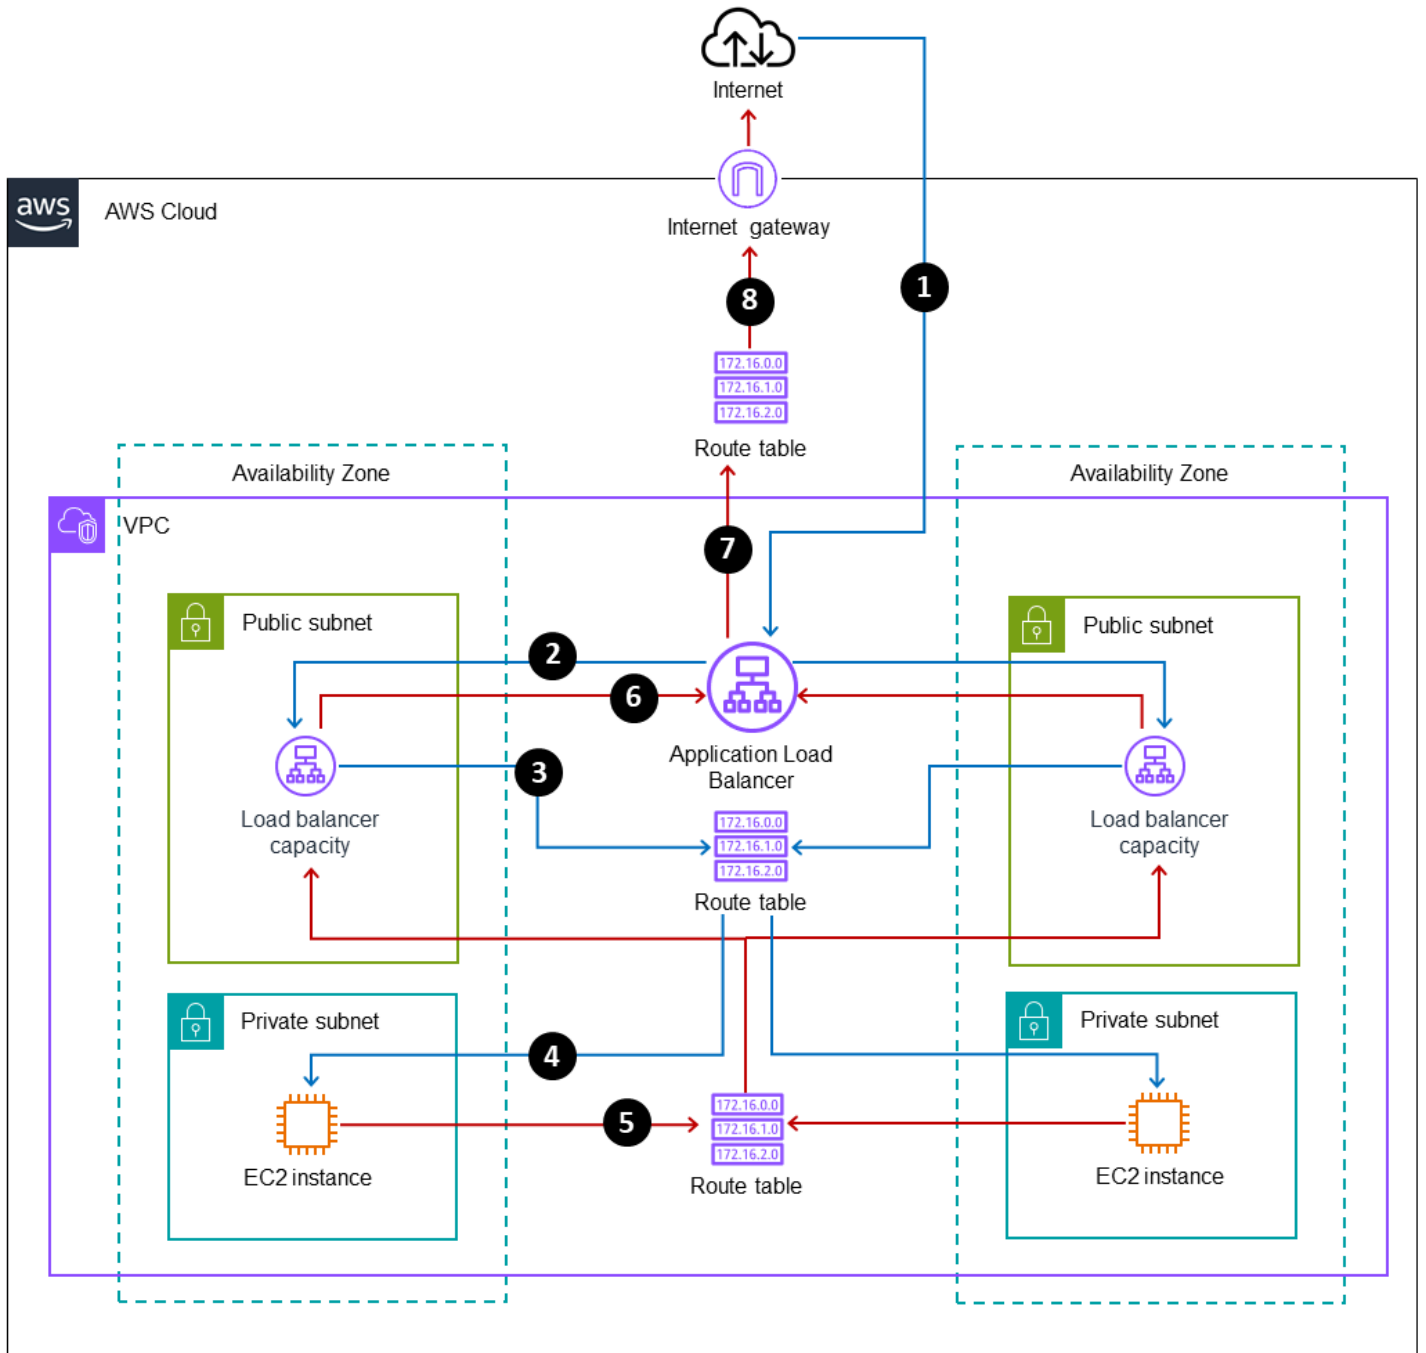 Internet
aws
AWS Cloud
Internet gateway
8
1
172.16.0.0
172.16.1.0
172.16.2.0
Route table
Availability Zone
Availability Zone
VPC
7
Public subnet
Public subnet
2
6
Application Load
Balancer
3
Load balancer
capacity
Load balancer
capacity
172.16.0.0
172.16.1.0
172.16.2.0
Route table
Private subnet
Private subnet
4
5
172.16.0.0
172.16.1.0
172.16.2.0
EC2 instance
EC2 instance
Route table